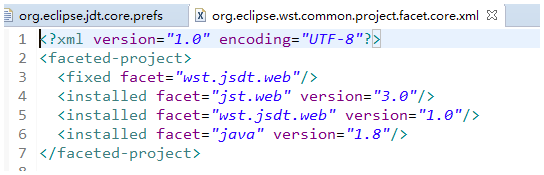 org.eclipse.jdt.core.prefs org.eclipse.wst.common.project.facet.core.xml
1 <?xml version="1.0" encoding="UTF-8"?>
2 <faceted-project>
3   <fixed facet="wst.jsdt.web"/>
4   <installed facet="jst.web" version="3.0"/>
5   <installed facet="wst.jsdt.web" version="1.0"/>
6   <installed facet="java" version="1.8"/>
7 </faceted-project>
8